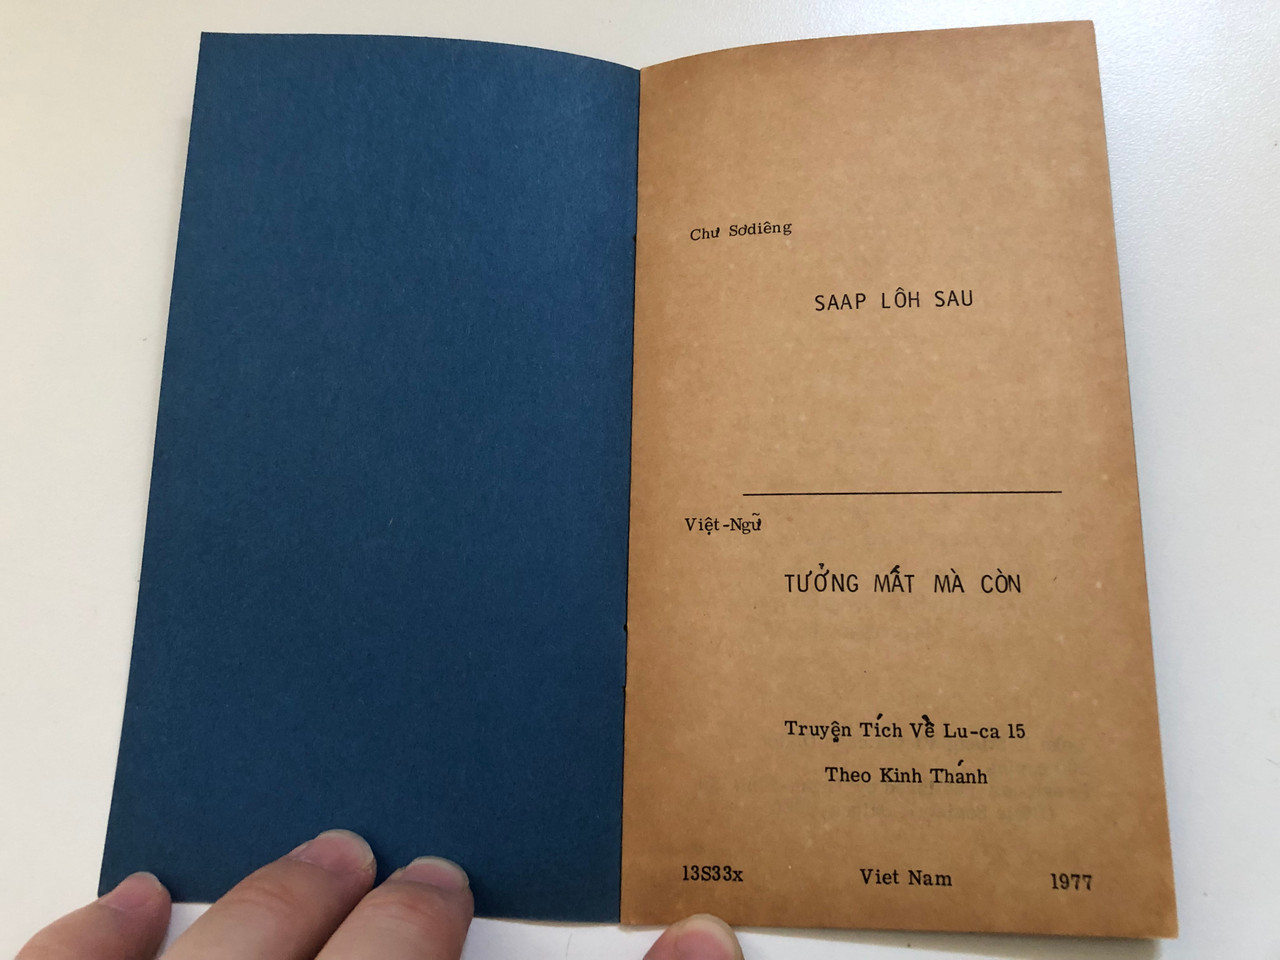 Chư Sơdiêng
SAAP LÔH SAU
Việt-Ngữ
TƯỞNG MẤT MÀ CÒN
Truyện Tích Về Lu-ca 15
Theo Kinh Thánh
13S33x Viet Nam 1977